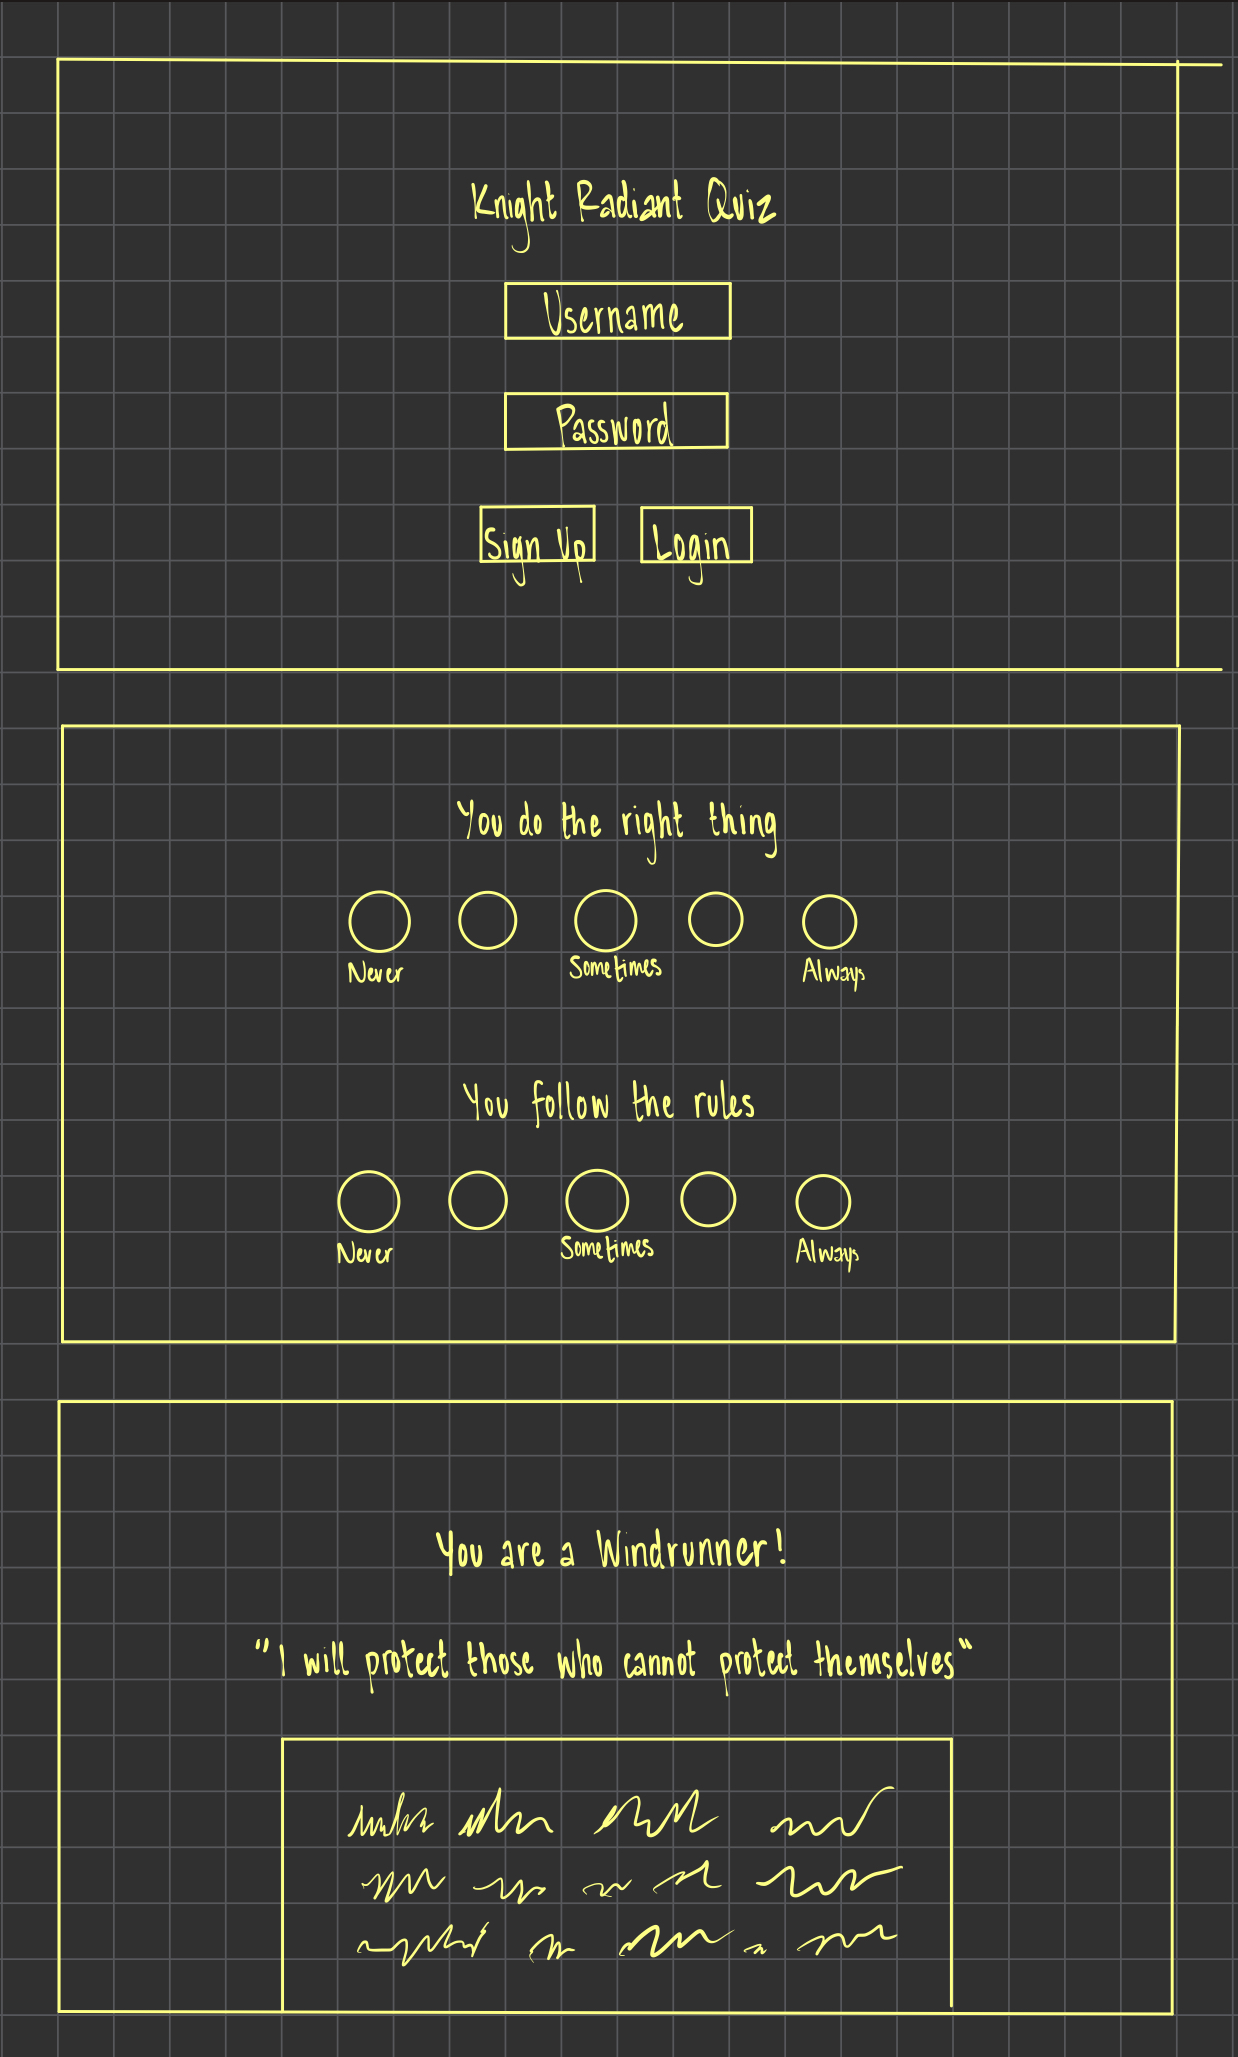 Knight Radiant Quiz
Username
Password
Sign Up Login
You do the right thing
Never Sometimes Always
You follow the rules
Never Sometimes Always
You are a Windrunner!
"I will protect those who cannot protect themselves"